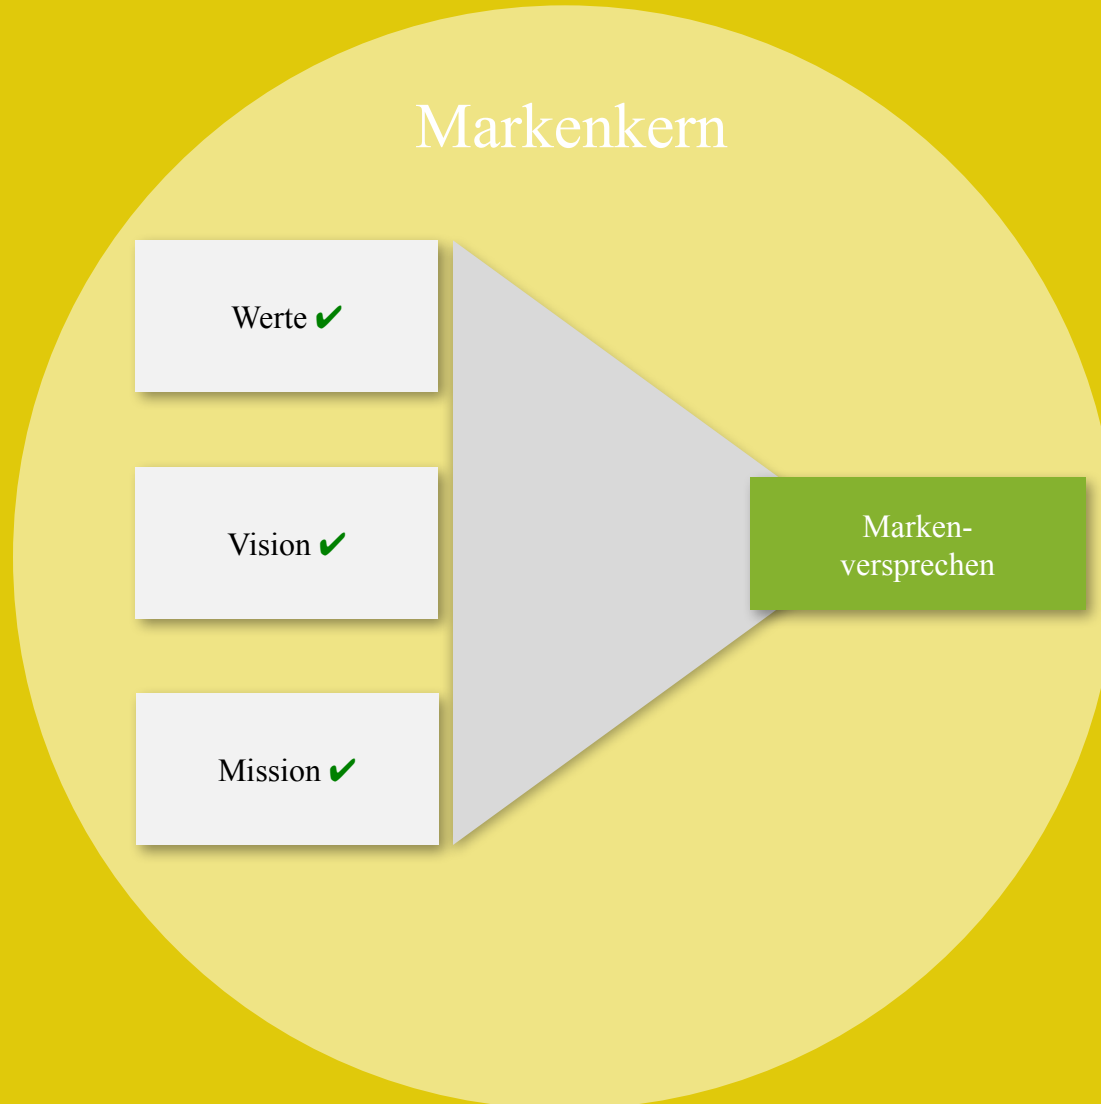 Markenkern
Werte ✔
Vision ✔
Mission ✔
Marken-
versprechen